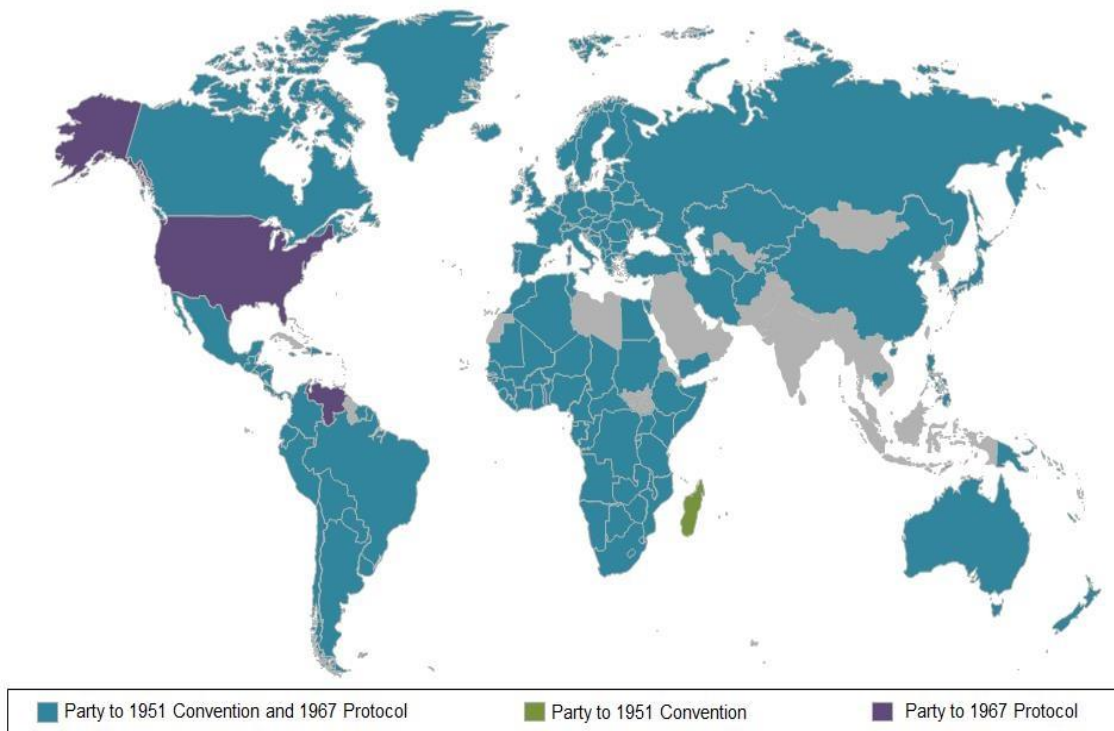 Party to 1951 Convention and 1967 Protocol
Party to 1951 Convention
Party to 1967 Protocol